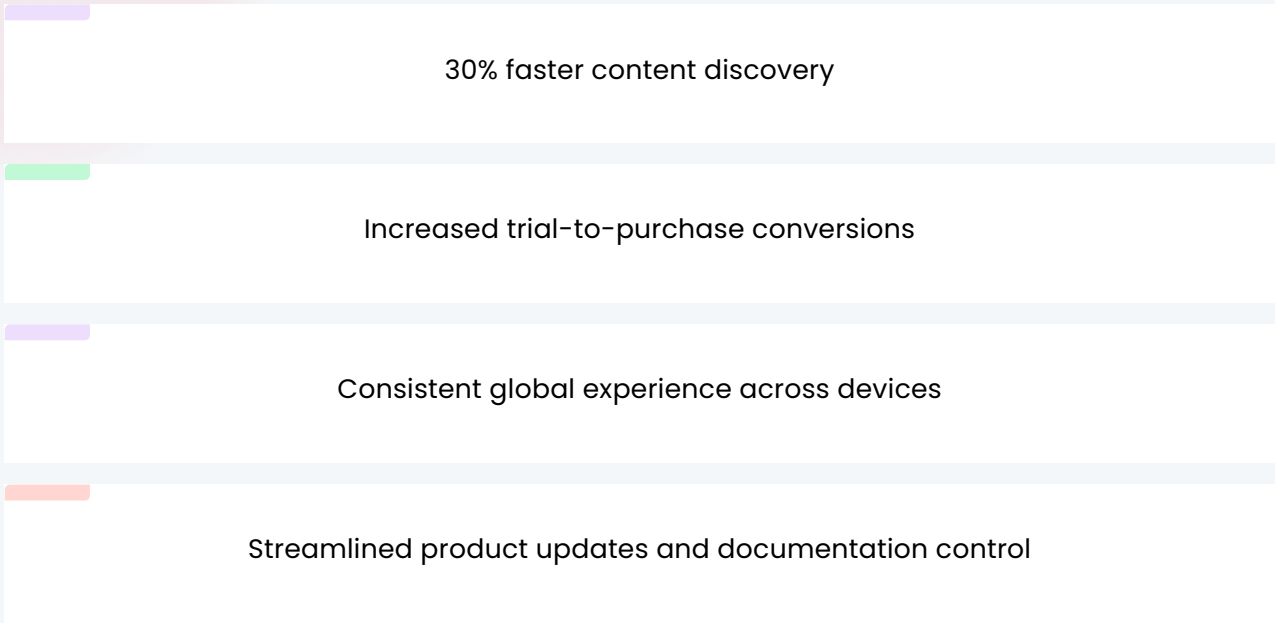 30% faster content discovery
Increased trial-to-purchase conversions
Consistent global experience across devices
Streamlined product updates and documentation control